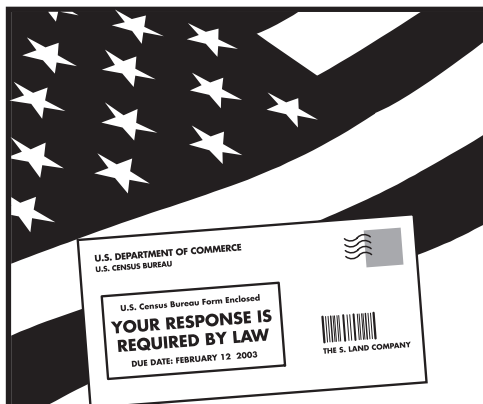 U.S. DEPARTMENT OF COMMERCE
U.S. CENSUS BUREAU
U.S. Census Bureau Form Enclosed
YOUR RESPONSE IS
REQUIRED BY LAW
DUE DATE: FEBRUARY 12 2003
THE S. LAND COMPANY